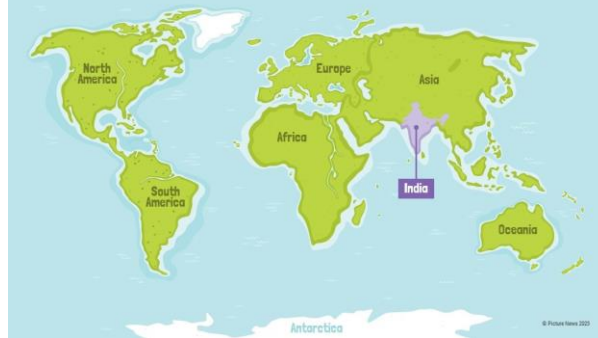 North
America
Europe
Asia
Africa
India
South
America
Oceania
Antarctica
© Picture News 2023